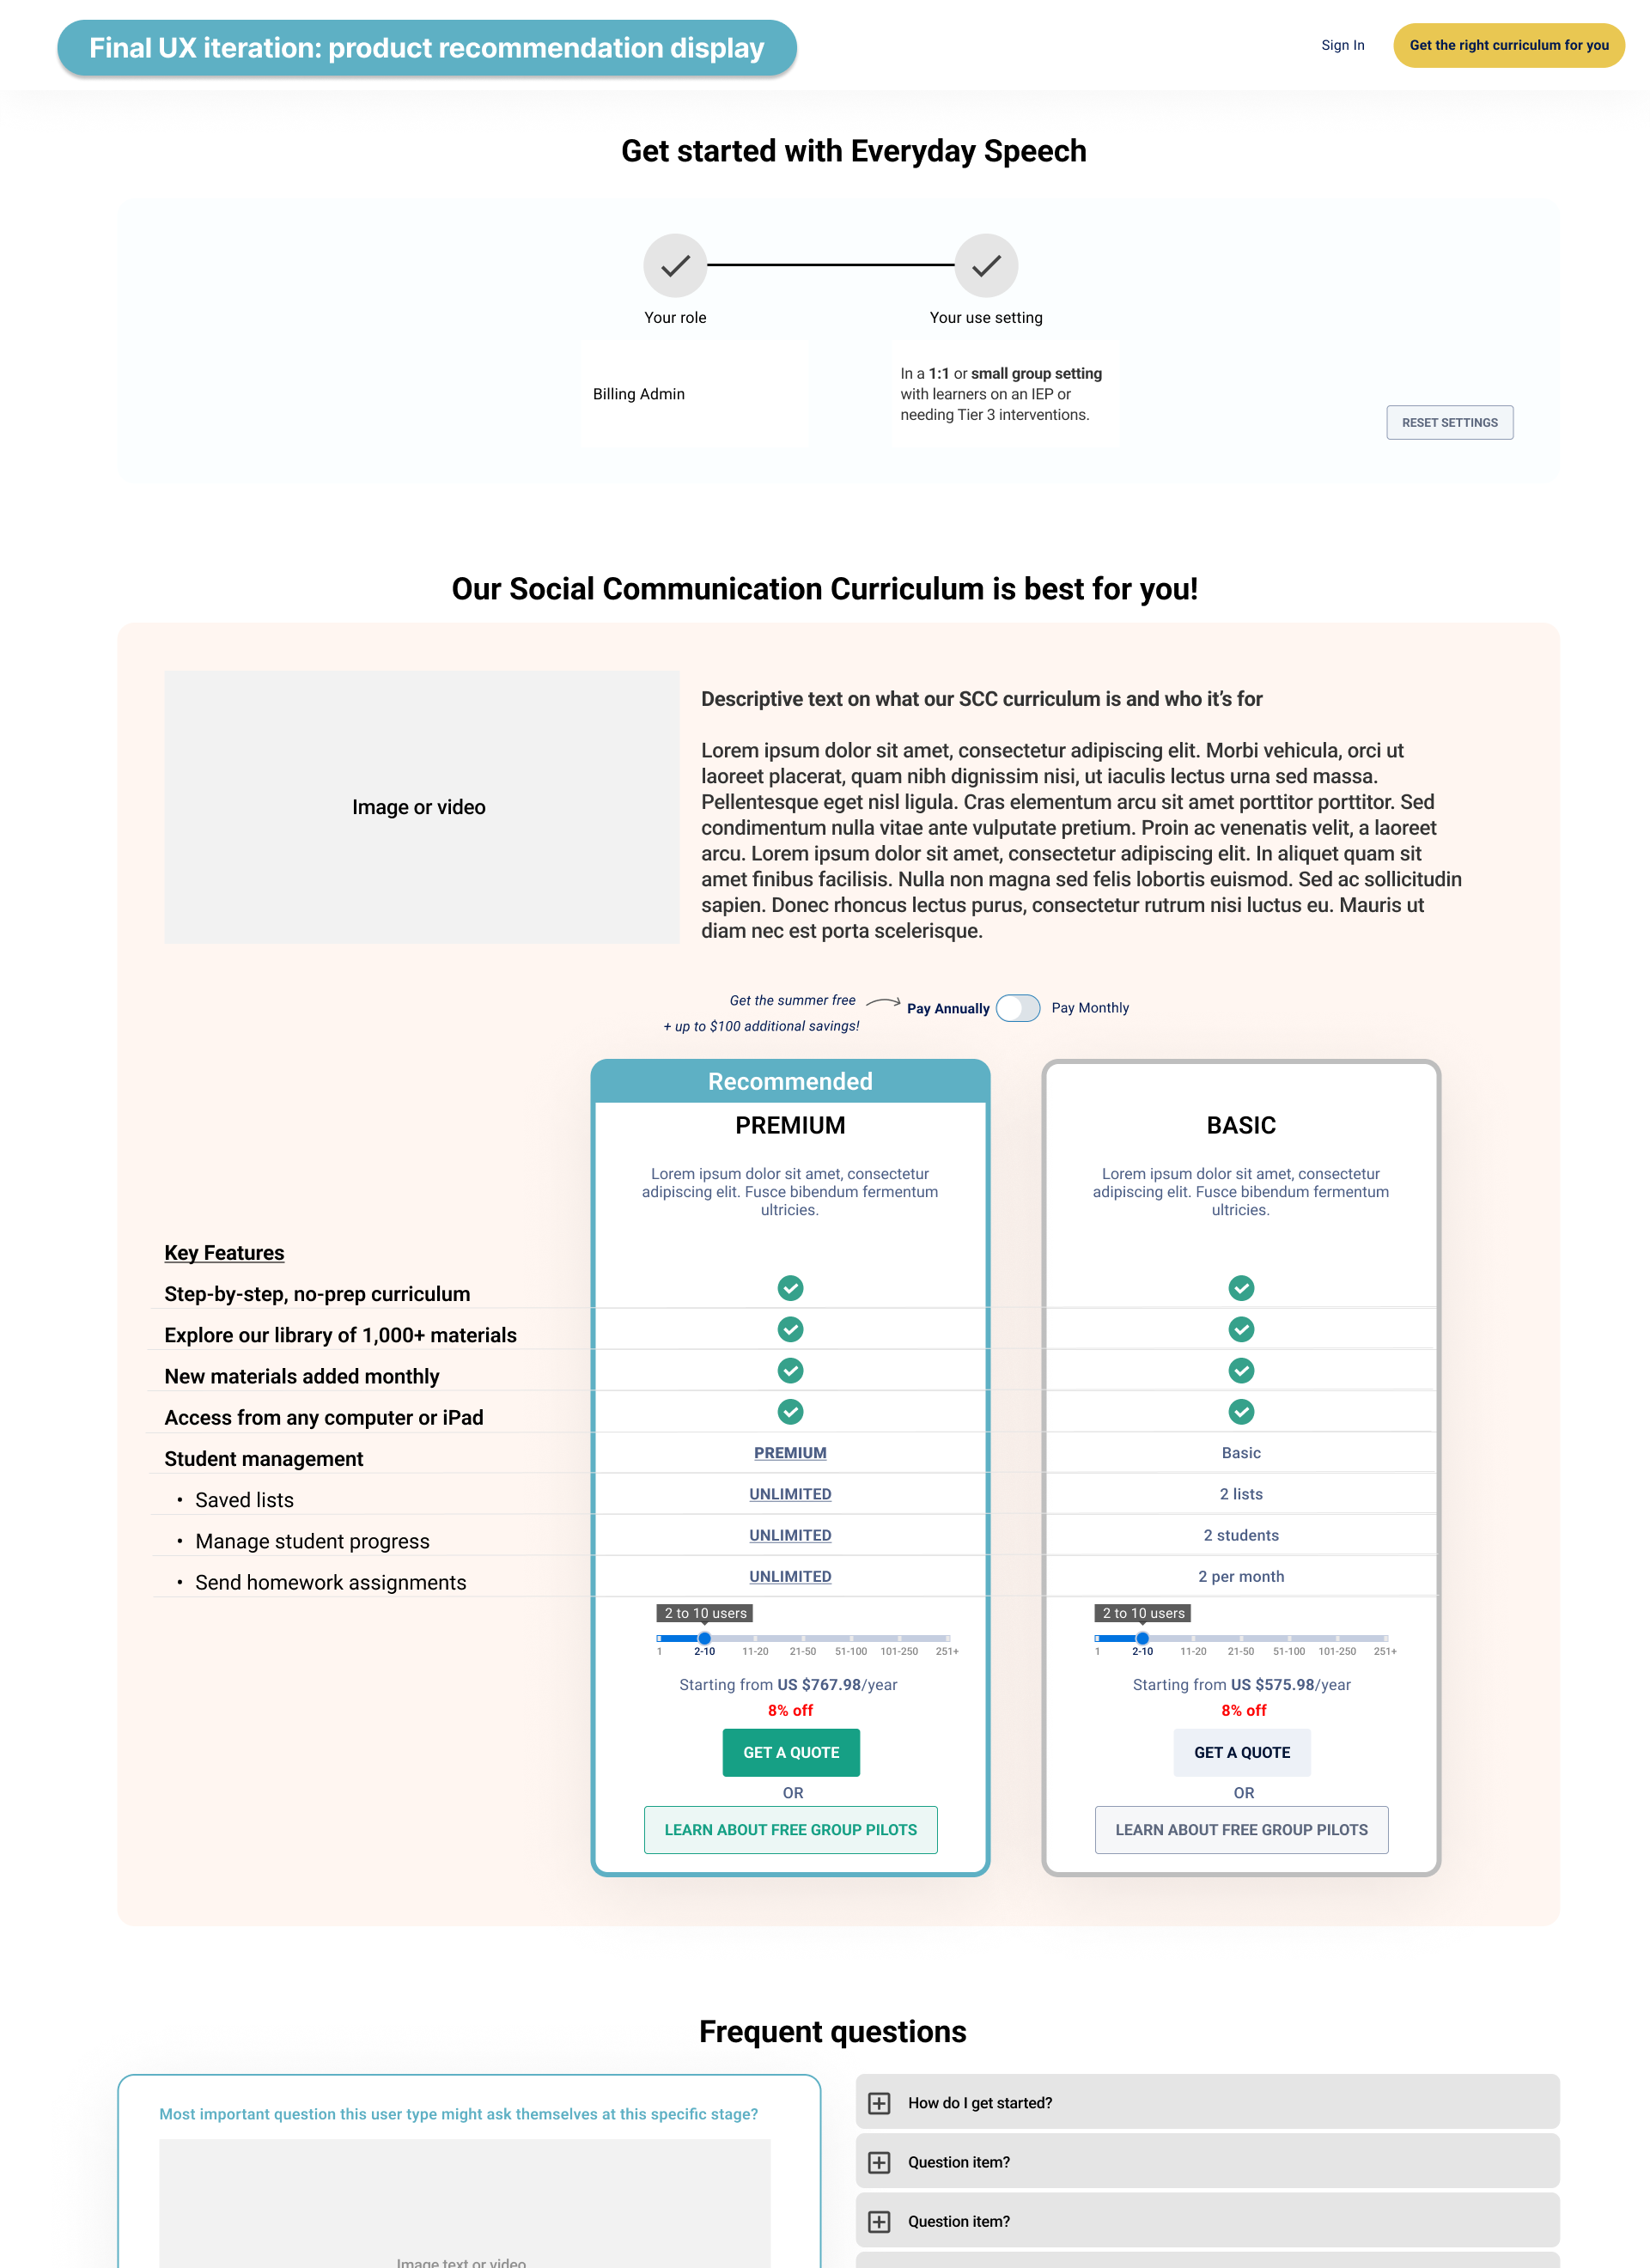 Final UX iteration: product recommendation display
Sign In
Get the right curriculum for you
Get started with Everyday Speech
Your role
Your use setting
Billing Admin
In a 1:1 or small group setting
with learners on an IEP or
needing Tier 3 interventions.
RESET SETTINGS
Our Social Communication Curriculum is best for you!
Image or video
Descriptive text on what our SCC curriculum is and who it’s for
Lorem ipsum dolor sit amet, consectetur adipiscing elit. Morbi vehicula, orci ut
laoreet placerat, quam nibh dignissim nisi, ut iaculis lectus urna sed massa.
Pellentesque eget nisl ligula. Cras elementum arcu sit amet porttitor porttitor. Sed
condimentum nulla vitae ante vulputate pretium. Proin ac venenatis velit, a laoreet
arcu. Lorem ipsum dolor sit amet, consectetur adipiscing elit. In aliquet quam sit
amet finibus facilisis. Nulla non magna sed felis lobortis euismod. Sed ac sollicitudin
sapien. Donec rhoncus lectus purus, consectetur rutrum nisi luctus eu. Mauris ut
diam nec est porta scelerisque.
Get the summer free
+ up to $100 additional savings!
Pay Annually
Pay Monthly
Recommended
PREMIUM
Lorem ipsum dolor sit amet, consectetur
adipiscing elit. Fusce bibendum fermentum
ultricies.
BASIC
Lorem ipsum dolor sit amet, consectetur
adipiscing elit. Fusce bibendum fermentum
ultricies.
Key Features
Step-by-step, no-prep curriculum
Explore our library of 1,000+ materials
New materials added monthly
Access from any computer or iPad
Student management PREMIUM Basic
• Saved lists UNLIMITED 2 lists
• Manage student progress UNLIMITED 2 students
• Send homework assignments UNLIMITED 2 per month
2 to 10 users
1 2-10 11-20 21-50 51-100 101-250 251+
Starting from US $767.98/year
8% off
GET A QUOTE
OR
LEARN ABOUT FREE GROUP PILOTS
2 to 10 users
1 2-10 11-20 21-50 51-100 101-250 251+
Starting from US $575.98/year
8% off
GET A QUOTE
OR
LEARN ABOUT FREE GROUP PILOTS
Frequent questions
Most important question this user type might ask themselves at this specific stage?
Image text or video
How do I get started?
Question item?
Question item?